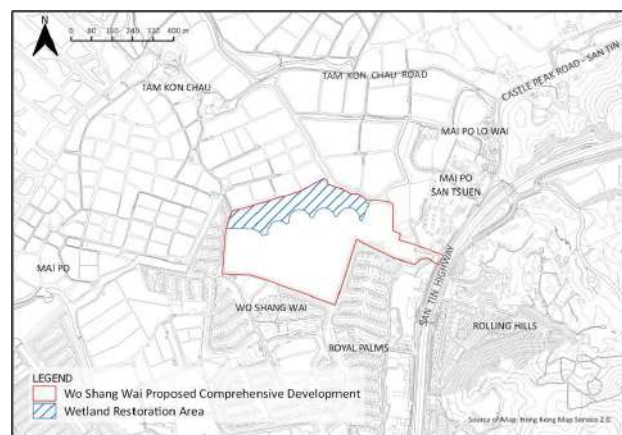 N
0 80 160 240 320 400 m
TAM KON CHAU
TAM KON CHAU ROAD
CASTLE PEAK ROAD - SAN TIN
MAI PO LO WAI
MAI PO
SAN TSUEN
MAI PO
SAN TIN HIGHWAY
WO SHANG WAI
ROLLING HILLS
ROYAL PALMS
LEGEND
Wo Shang Wai Proposed Comprehensive Development
Wetland Restoration Area
Source of Map: Hong Kong Map Service 2.0